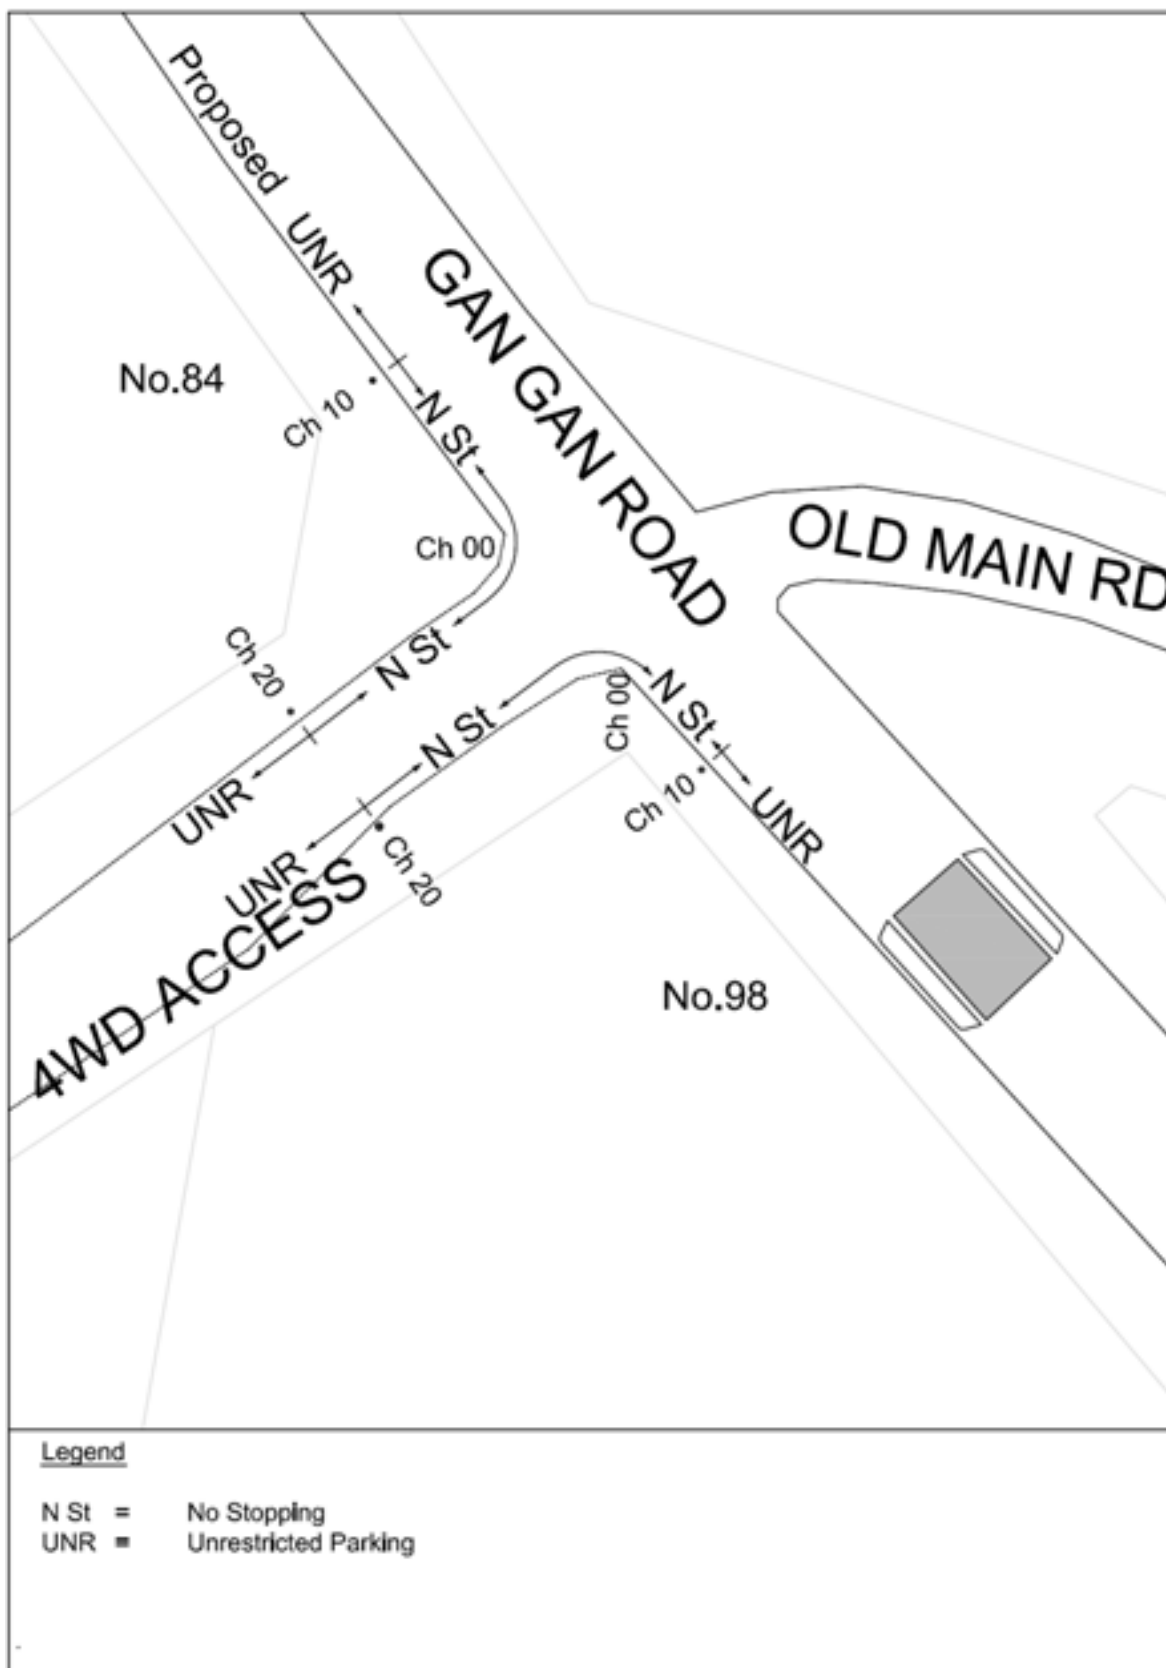 Proposed UNR
GAN GAN ROAD
No.84
Ch 10
N St
OLD MAIN RD
Ch 00
Ch 20
N St
N St
Ch 00
N St
UNR
Ch 10
UNR
UNR
Ch 20
4WD ACCESS
No.98
Legend
N St = No Stopping
UNR = Unrestricted Parking